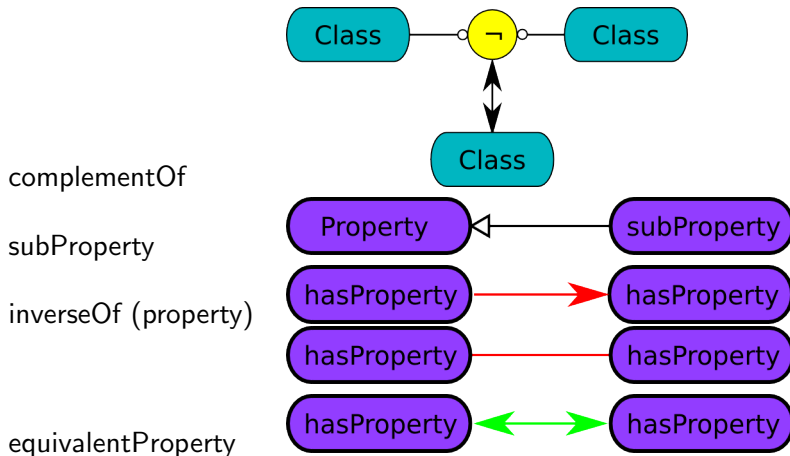 Class ¬ Class
Class
complementOf
Property subProperty
subProperty
hasProperty hasProperty
inverseOf (property)
hasProperty hasProperty
hasProperty hasProperty
equivalentProperty